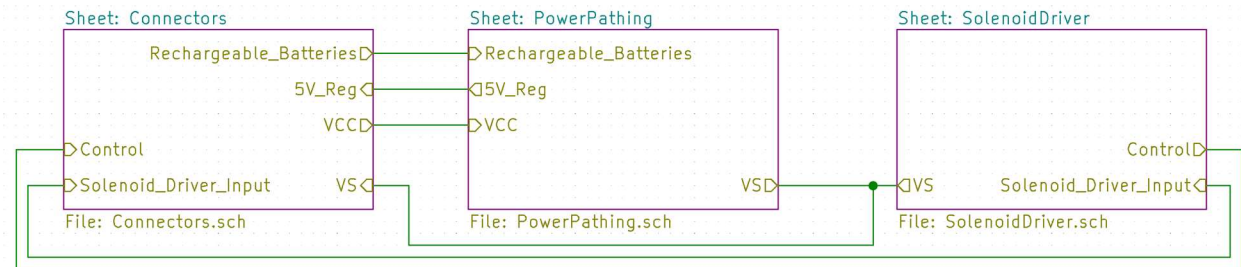 Sheet: Connectors
Rechargeable_Batteries
5V_Reg
VCC
Control
Solenoid_Driver_Input
VS
File: Connectors.sch
Sheet: PowerPathing
Rechargeable_Batteries
5V_Reg
VCC
VS
File: PowerPathing.sch
Sheet: SolenoidDriver
Control
VS
Solenoid_Driver_Input
File: SolenoidDriver.sch